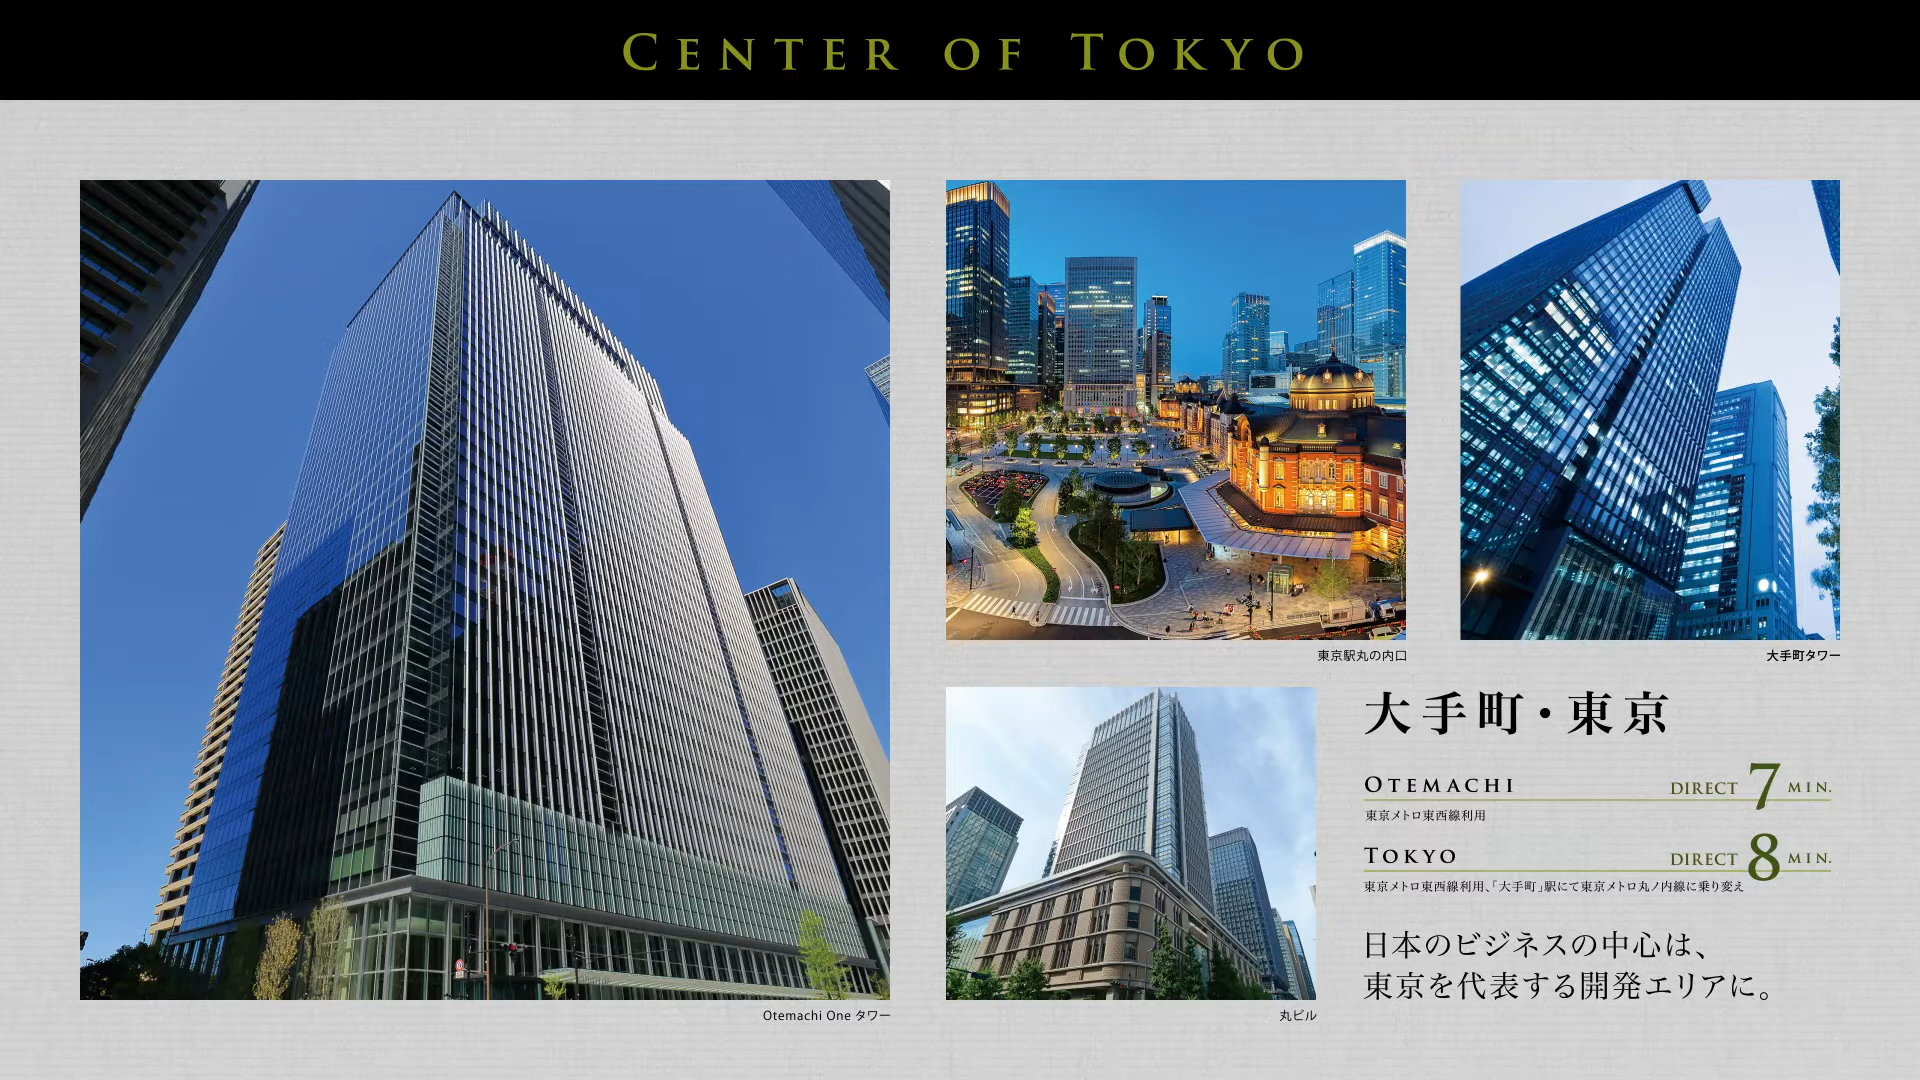 CENTER OF TOKYO
東京駅丸の内口
大手町タワー
Otemachi One タワー
丸ビル
大手町・東京
OTEMACHI DIRECT 7 MIN.
東京メトロ東西線利用
TOKYO DIRECT 8 MIN.
東京メトロ東西線利用、「大手町」駅にて東京メトロ丸ノ内線に乗り変え
日本のビジネスの中心は、
東京を代表する開発エリアに。